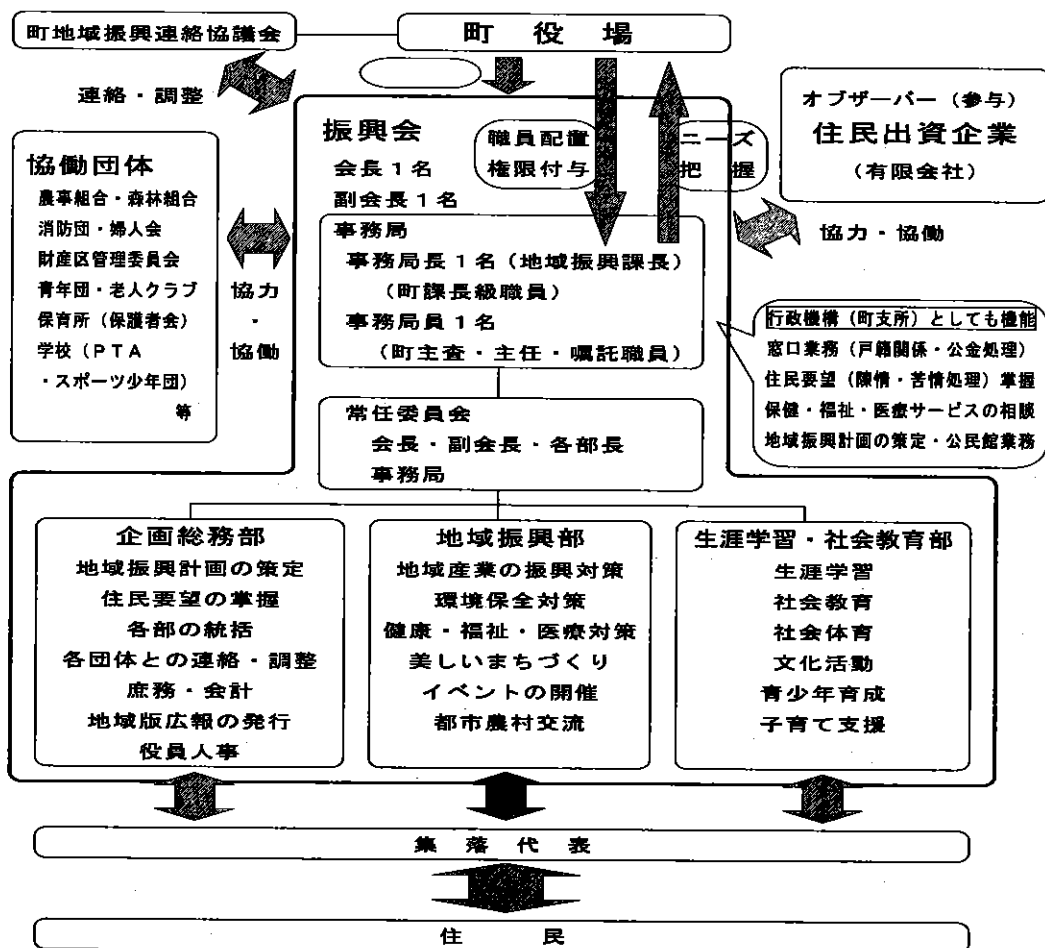 町地域振興連絡協議会
町役場
連絡・調整
オブザーバー（参与）
住民出資企業
（有限会社）
協力・協働
振興会
会長１名
副会長１名
職員配置
権限付与
ニーズ
把握
協働団体
農事組合・森林組合
消防団・婦人会
財産区管理委員会
青年団・老人クラブ
保育所（保護者会）
学校（ＰＴＡ
・スポーツ少年団）
等
協力
・
協働
事務局
事務局長１名（地域振興課長）
（町課長級職員）
事務局員１名
（町主査・主任・嘱託職員）
行政機構（町支所）としても機能
窓口業務（戸籍関係・公金処理）
住民要望（陳情・苦情処理）掌握
保健・福祉・医療サービスの相談
地域振興計画の策定・公民館業務
常任委員会
会長・副会長・各部長
事務局
企画総務部
地域振興計画の策定
住民要望の掌握
各部の統括
各団体との連絡・調整
庶務・会計
地域版広報の発行
役員人事
地域振興部
地域産業の振興対策
環境保全対策
健康・福祉・医療対策
美しいまちづくり
イベントの開催
都市農村交流
生涯学習・社会教育部
生涯学習
社会教育
社会体育
文化活動
青少年育成
子育て支援
集落代表
住民